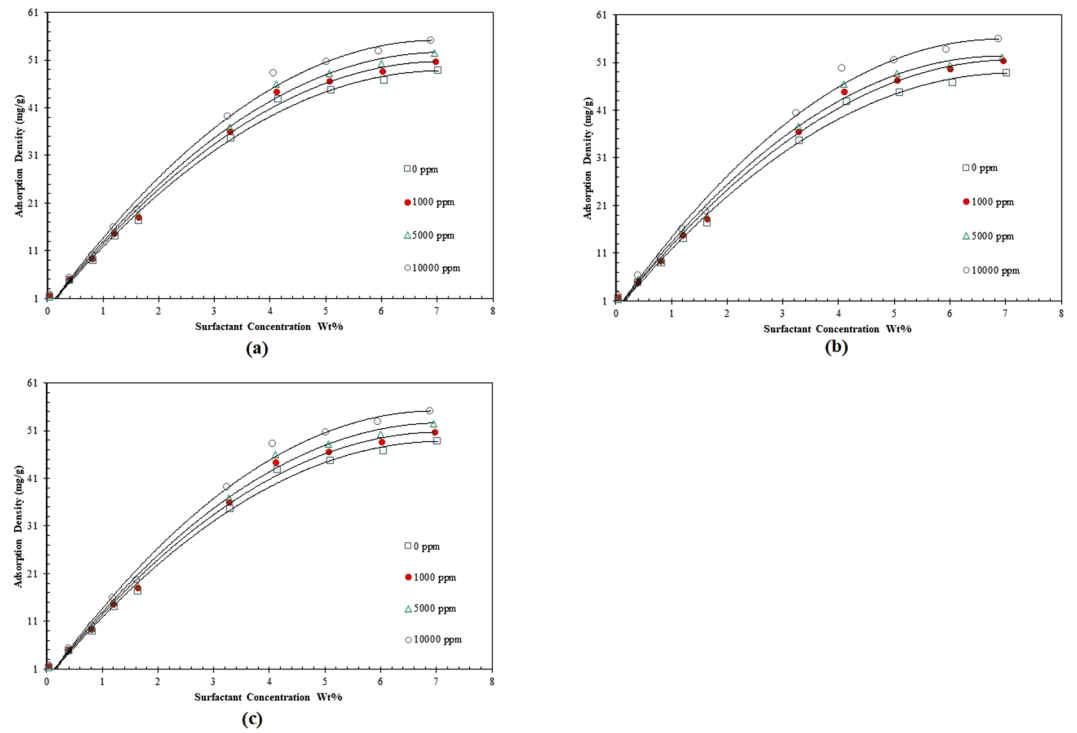 61
51
41
31
21
11
1
Adsorption Density (mg/g)
0 ppm
1000 ppm
5000 ppm
10000 ppm
0 1 2 3 4 5 6 7 8
Surfactant Concentration Wt%
(a)
61
51
41
31
21
11
1
Adsorption Density (mg/g)
0 ppm
1000 ppm
5000 ppm
10000 ppm
0 1 2 3 4 5 6 7 8
Surfactant Concentration Wt%
(b)
61
51
41
31
21
11
1
Adsorption Density (mg/g)
0 ppm
1000 ppm
5000 ppm
10000 ppm
0 1 2 3 4 5 6 7 8
Surfactant Concentration Wt%
(c)